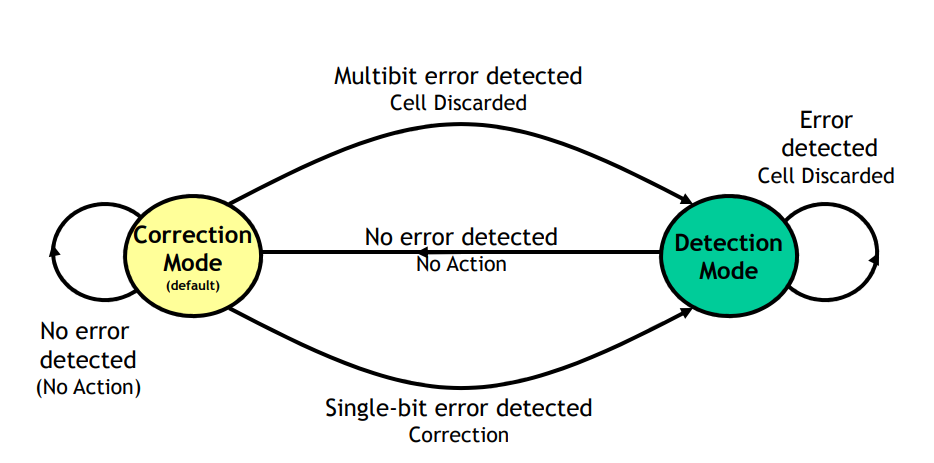 Multibit error detected
Cell Discarded
Error
detected
Cell Discarded
Correction
Mode
(default)
No error detected
No Action
Detection
Mode
No error
detected
(No Action)
Single-bit error detected
Correction